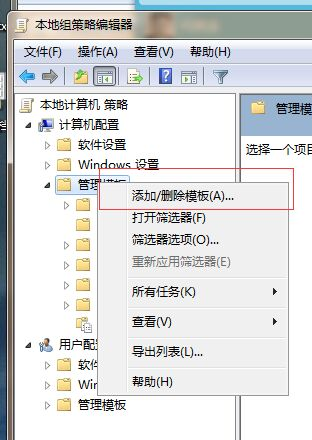 本地组策略编辑器
文件(F) 操作(A) 查看(V) 帮助(H)
本地计算机 策略
管理模
计算机配置
选择一个项目
软件设置
Windows 设置
管理模板
添加/删除模板(A)...
打开筛选器(F)
筛选器选项(O)...
重新应用筛选器(E)
所有任务(K)
查看(V)
导出列表(L)...
帮助(H)
用户配
软件
Win
管理模板